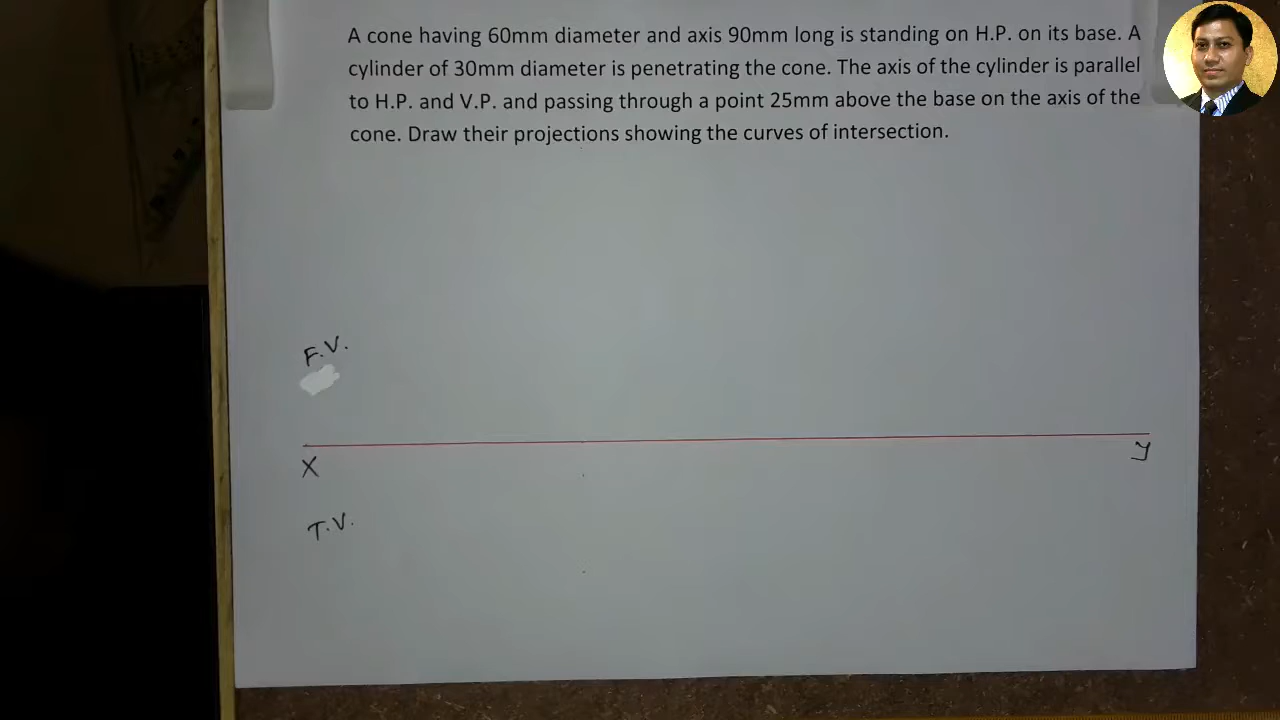 A cone having 60mm diameter and axis 90mm long is standing on H.P. on its base. A
cylinder of 30mm diameter is penetrating the cone. The axis of the cylinder is parallel
to H.P. and V.P. and passing through a point 25mm above the base on the axis of the
cone. Draw their projections showing the curves of intersection.
F.V.
X
y
T.V.